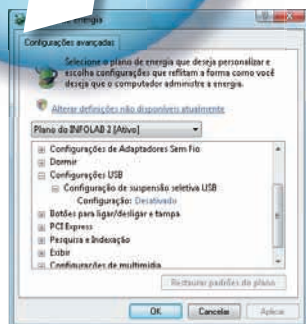 energia
Configurações avançadas
Selecione o plano de energia que deseja personalizar e
escolha configurações que reflitam a forma como você
deseja que o computador administre a energia.
Alterar definições não disponíveis atualmente
Plano do INFOLAB 2 [Ativo]
Configurações de Adaptadores Sem Fio
Dormir
Configurações USB
Configuração de suspensão seletiva USB
Configuração: Desativado
Botões para ligar/desligar e tampa
PCI Express
Pesquisa e Indexação
Exibir
Configurações de multimídia
Restaurar padrões do plano
OK
Cancelar
Aplicar